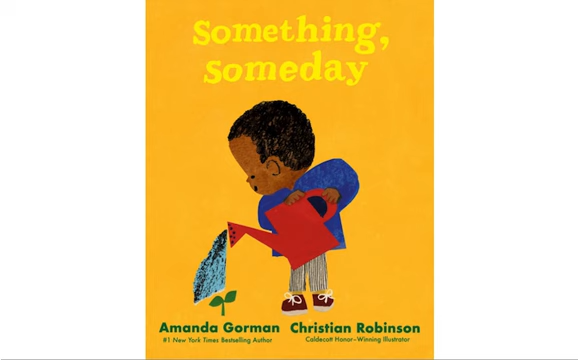 Something,
Someday
Amanda Gorman
#1 New York Times Bestselling Author
Christian Robinson
Caldecott Honor–Winning Illustrator